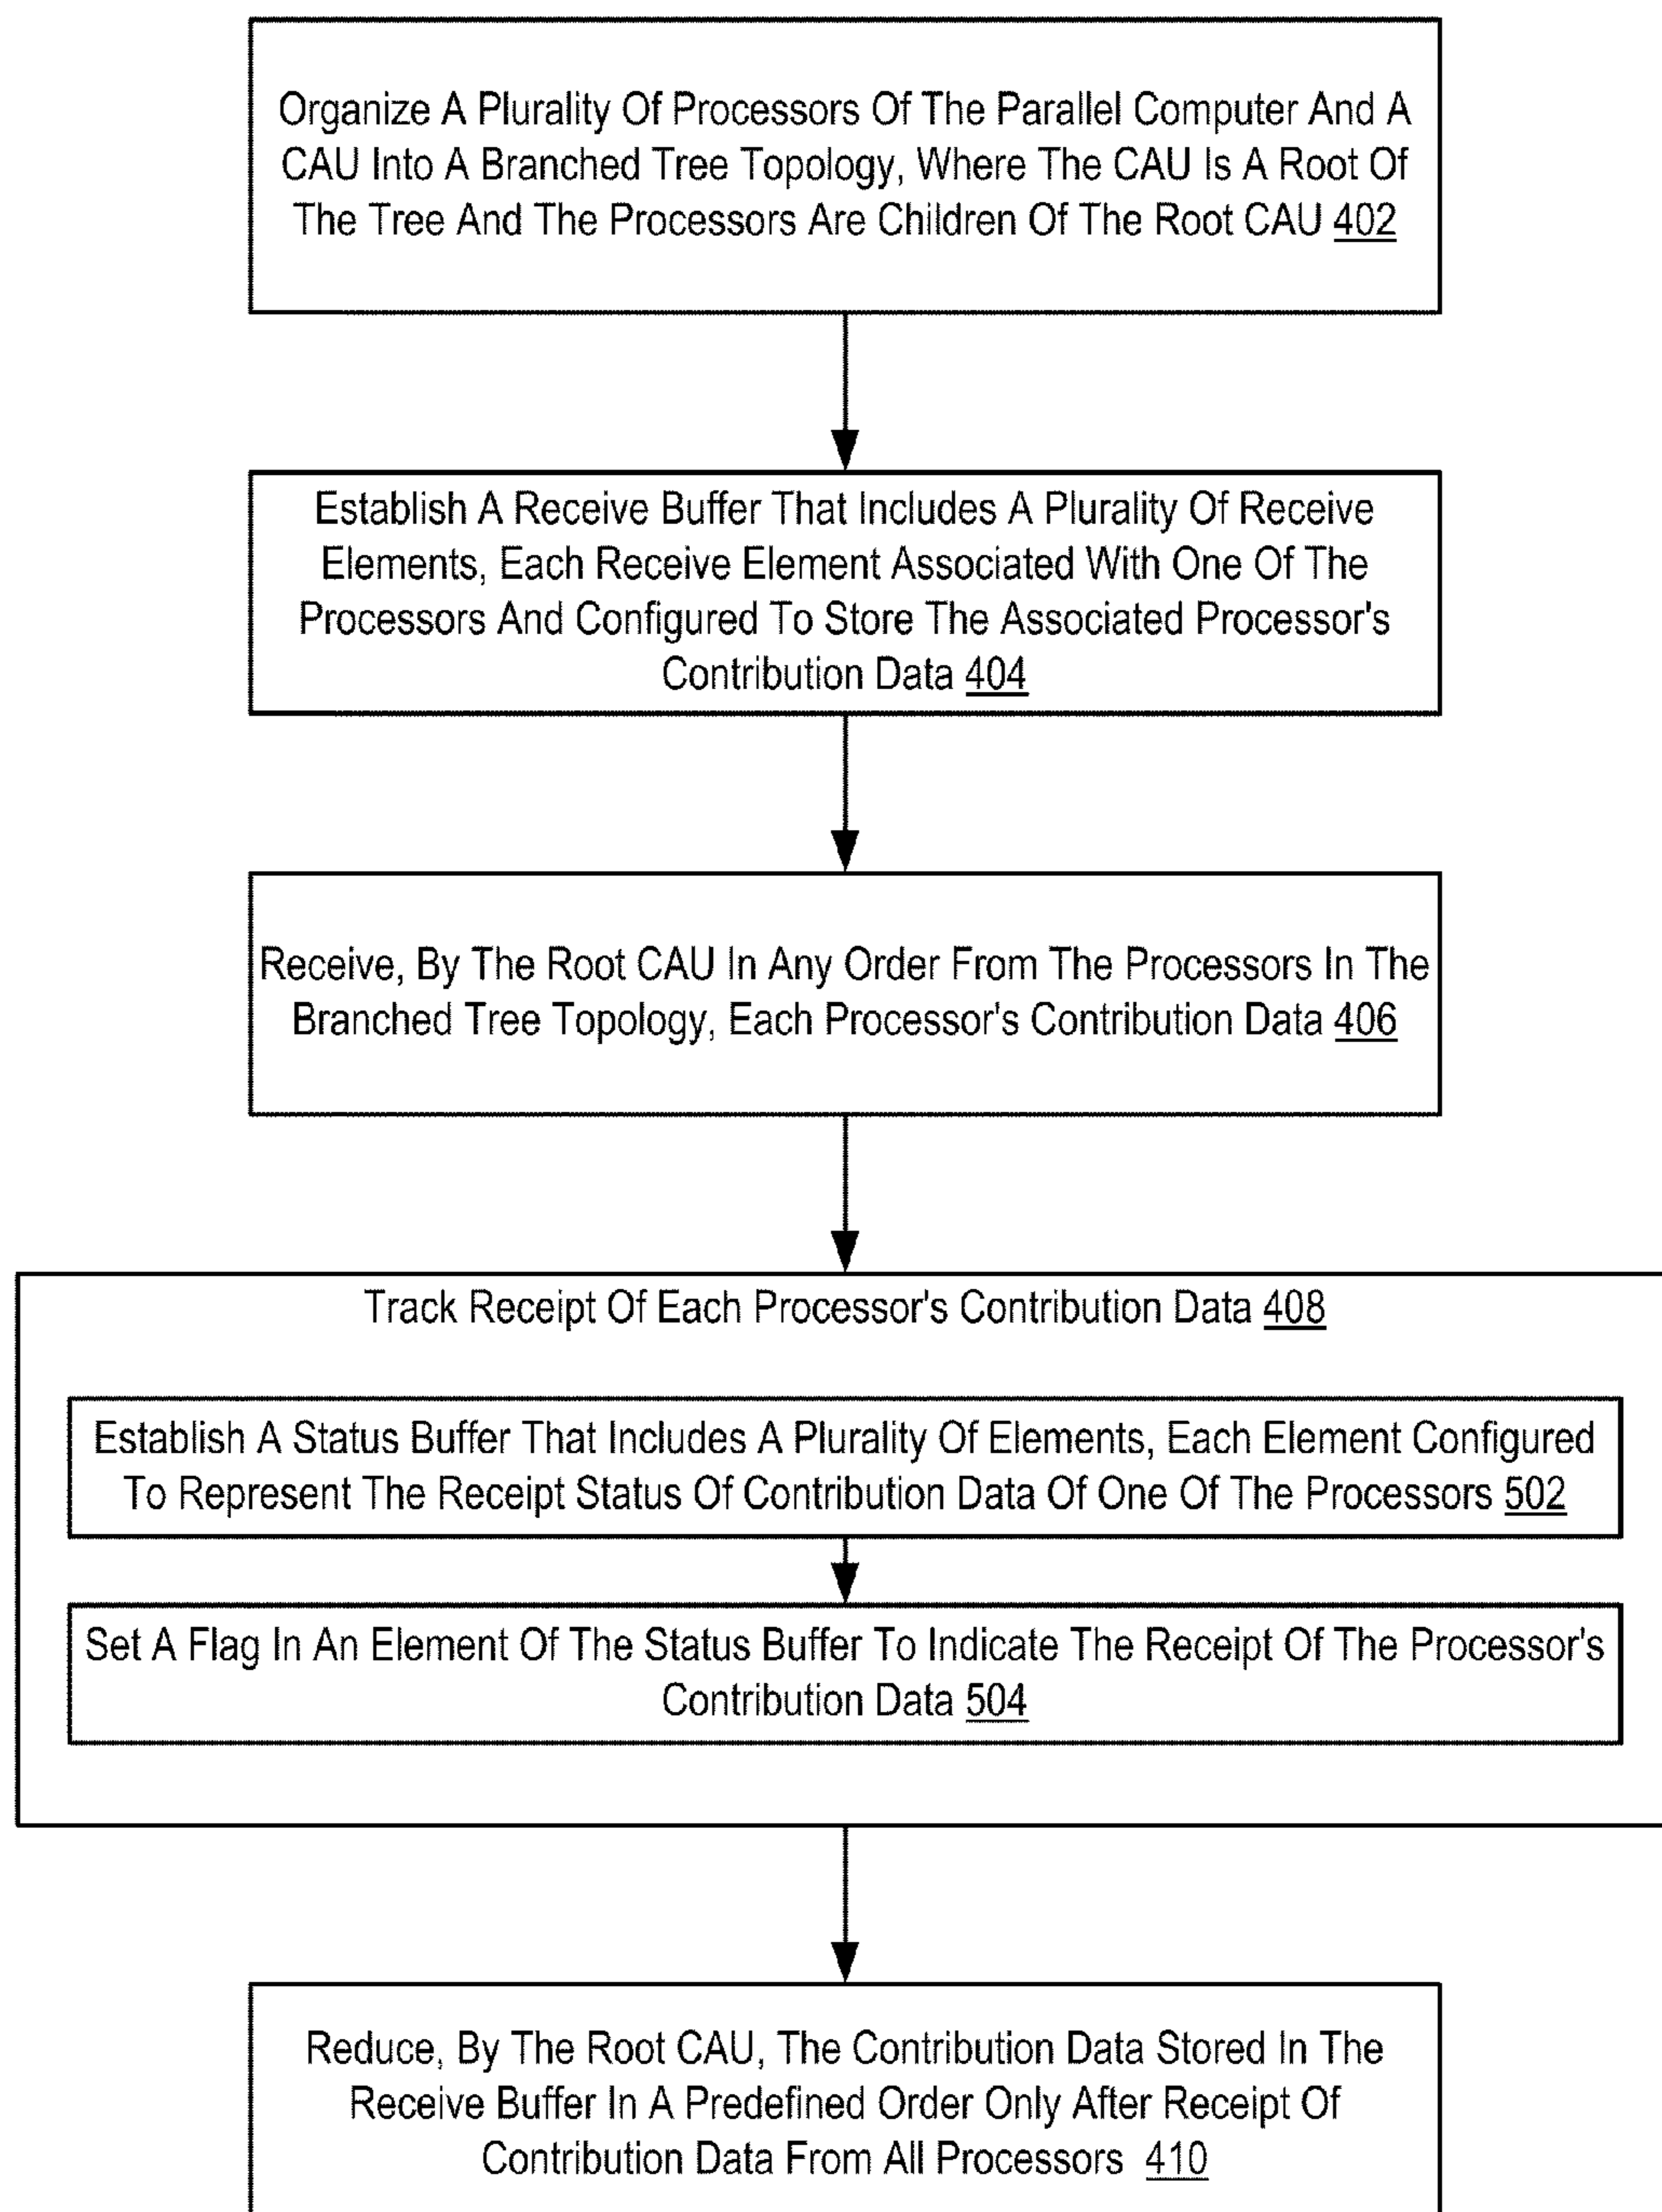 Organize A Plurality Of Processors Of The Parallel Computer And A
CAU Into A Branched Tree Topology, Where The CAU Is A Root Of
The Tree And The Processors Are Children Of The Root CAU 402
Establish A Receive Buffer That Includes A Plurality Of Receive
Elements, Each Receive Element Associated With One Of The
Processors And Configured To Store The Associated Processor's
Contribution Data 404
Receive, By The Root CAU In Any Order From The Processors In The
Branched Tree Topology, Each Processor's Contribution Data 406
Track Receipt Of Each Processor's Contribution Data 408
Establish A Status Buffer That Includes A Plurality Of Elements, Each Element Configured
To Represent The Receipt Status Of Contribution Data Of One Of The Processors 502
Set A Flag In An Element Of The Status Buffer To Indicate The Receipt Of The Processor's
Contribution Data 504
Reduce, By The Root CAU, The Contribution Data Stored In The
Receive Buffer In A Predefined Order Only After Receipt Of
Contribution Data From All Processors 410